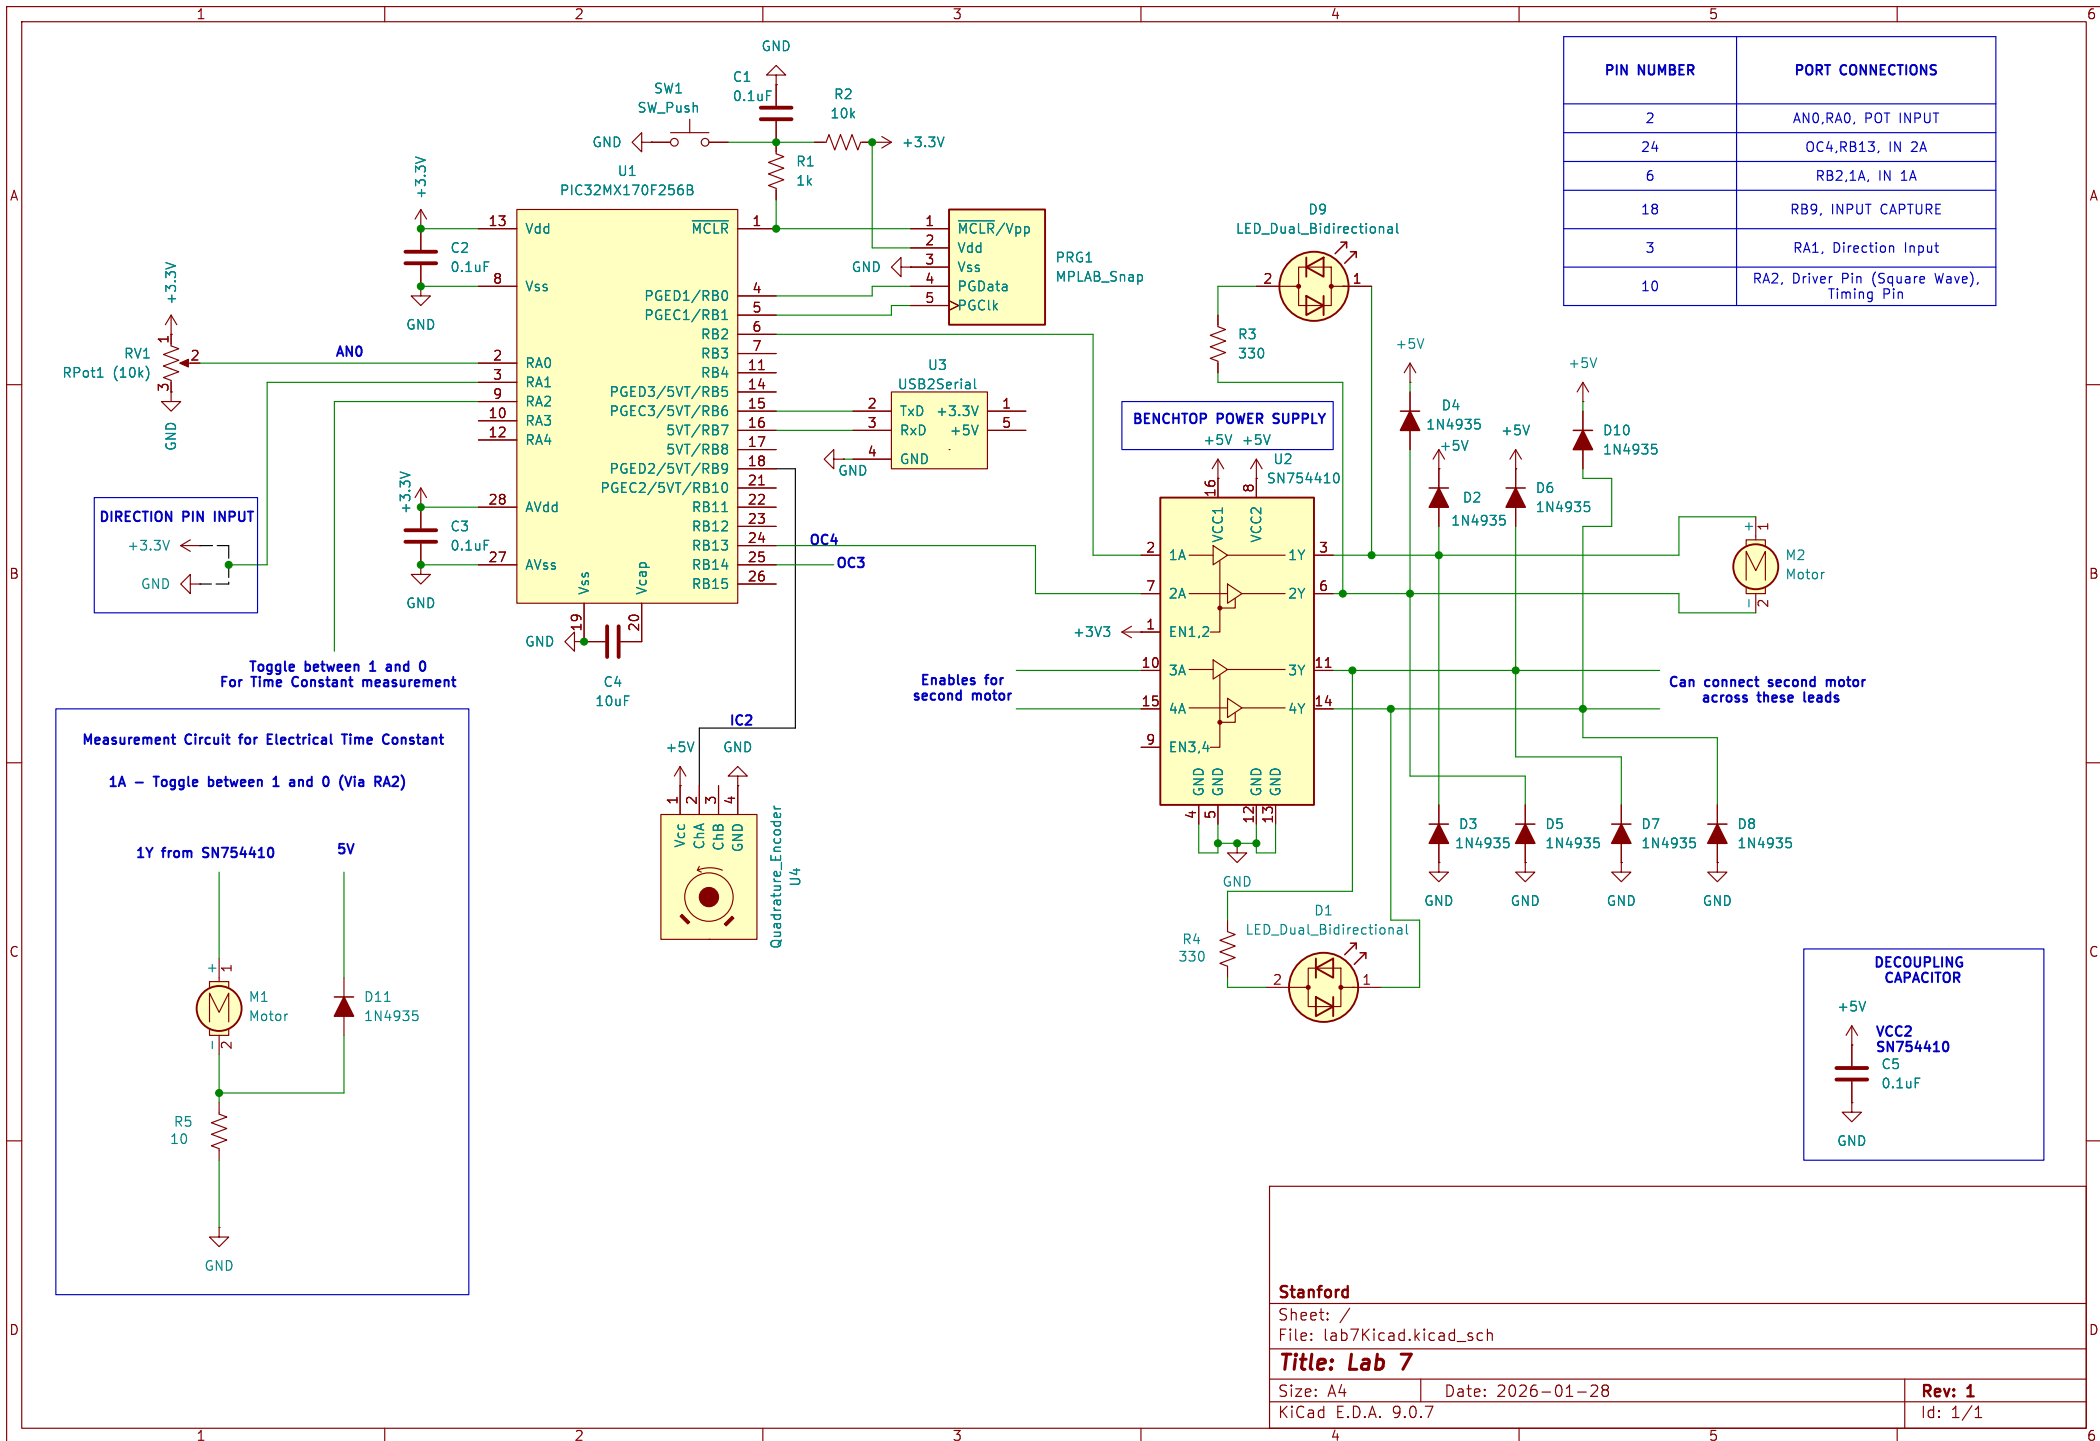 1 2 3 4 5 6
A
B
C
D
GND
C1
0.1uF
SW1
SW_Push
R2
10k
GND
+3.3V
R1
1k
U1
PIC32MX170F256B
+3.3V
C2
0.1uF
GND
13 Vdd
8 Vss
2 RA0
3 RA1
9 RA2
10 RA3
12 RA4
28 AVdd
27 AVss
Vss 19
Vcap 20
MCLR 1
PGED1/RB0 4
PGEC1/RB1 5
RB2 6
RB3 7
RB4 11
PGED3/5VT/RB5 14
PGEC3/5VT/RB6 15
5VT/RB7 16
5VT/RB8 17
PGED2/5VT/RB9 18
PGEC2/5VT/RB10 21
RB11 22
RB12 23
RB13 24
RB14 25
RB15 26
+3.3V
RV1
RPot1 (10k)
1
2
3
GND
AN0
+3.3V
C3
0.1uF
GND
DIRECTION PIN INPUT
+3.3V
GND
GND
C4
10uF
Toggle between 1 and 0
For Time Constant measurement
1 MCLR/Vpp
2 Vdd
3 Vss
4 PGData
5 PGClk
GND
PRG1
MPLAB_Snap
U3
USB2Serial
2 TxD +3.3V 1
3 RxD +5V 5
4 GND
GND
OC4
OC3
IC2
+5V
GND
1 2 3 4
Vcc
ChA
ChB
GND
Quadrature_Encoder
U4
D9
LED_Dual_Bidirectional
2
1
R3
330
BENCHTOP POWER SUPPLY
+5V +5V
U2
SN754410
16
8
VCC1
VCC2
2 1A 1Y 3
7 2A 2Y 6
+3V3 1 EN1,2
10 3A 3Y 11
15 4A 4Y 14
9 EN3,4
GND GND GND GND
4 5 12 13
GND
Enables for
second motor
+5V
D4
1N4935
+5V
D2
1N4935
+5V
D6
1N4935
+5V
D10
1N4935
+
1
M2
Motor
-
2
Can connect second motor
across these leads
D3
1N4935
GND
D5
1N4935
GND
D7
1N4935
GND
D8
1N4935
GND
D1
LED_Dual_Bidirectional
R4
330
2
1
PIN NUMBER PORT CONNECTIONS
2 AN0,RA0, POT INPUT
24 OC4,RB13, IN 2A
6 RB2,1A, IN 1A
18 RB9, INPUT CAPTURE
3 RA1, Direction Input
10 RA2, Driver Pin (Square Wave),
Timing Pin
Measurement Circuit for Electrical Time Constant
1A - Toggle between 1 and 0 (Via RA2)
1Y from SN754410
5V
+
1
M1
Motor
-
2
D11
1N4935
R5
10
GND
DECOUPLING
CAPACITOR
+5V
VCC2
SN754410
C5
0.1uF
GND
Stanford
Sheet: /
File: lab7Kicad.kicad_sch
Title: Lab 7
Size: A4 Date: 2026-01-28 Rev: 1
KiCad E.D.A. 9.0.7 Id: 1/1
A
B
C
D
1 2 3 4 5 6